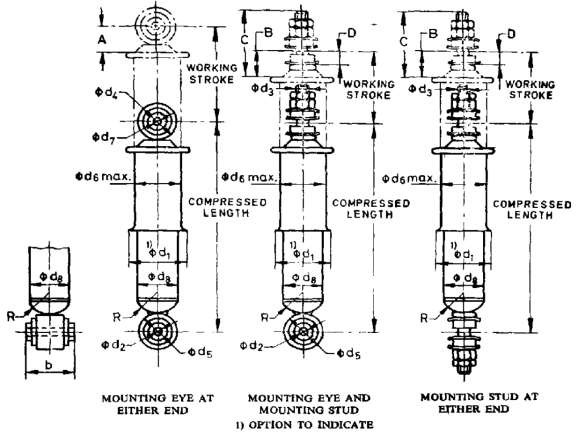 A
Φd4
Φd7
WORKING
STROKE
Φd6 max.
COMPRESSED
LENGTH
1)
Φd1
Φd8
R
Φd2
Φd5
Φd8
R
b
C
B
D
Φd3
WORKING
STROKE
Φd6 max.
COMPRESSED
LENGTH
1)
Φd1
Φd8
R
Φd2
Φd5
C
B
D
Φd3
WORKING
STROKE
Φd6 max.
COMPRESSED
LENGTH
1)
Φd1
Φd8
R
MOUNTING EYE AT
EITHER END
MOUNTING EYE AND
MOUNTING STUD
MOUNTING STUD AT
EITHER END
1) OPTION TO INDICATE